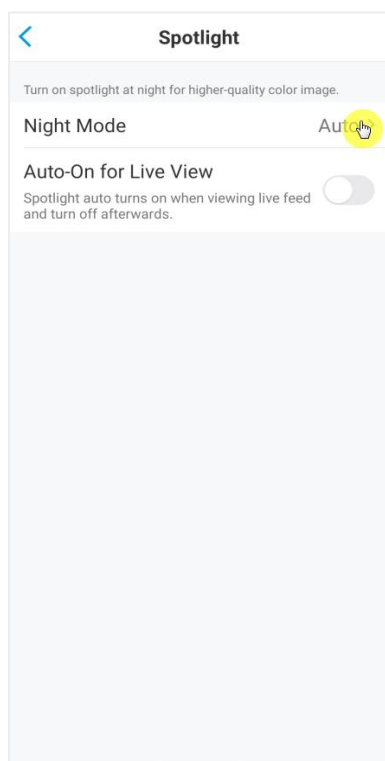 Spotlight
Turn on spotlight at night for higher-quality color image.
Night Mode Auto
Auto-On for Live View
Spotlight auto turns on when viewing live feed
and turn off afterwards.